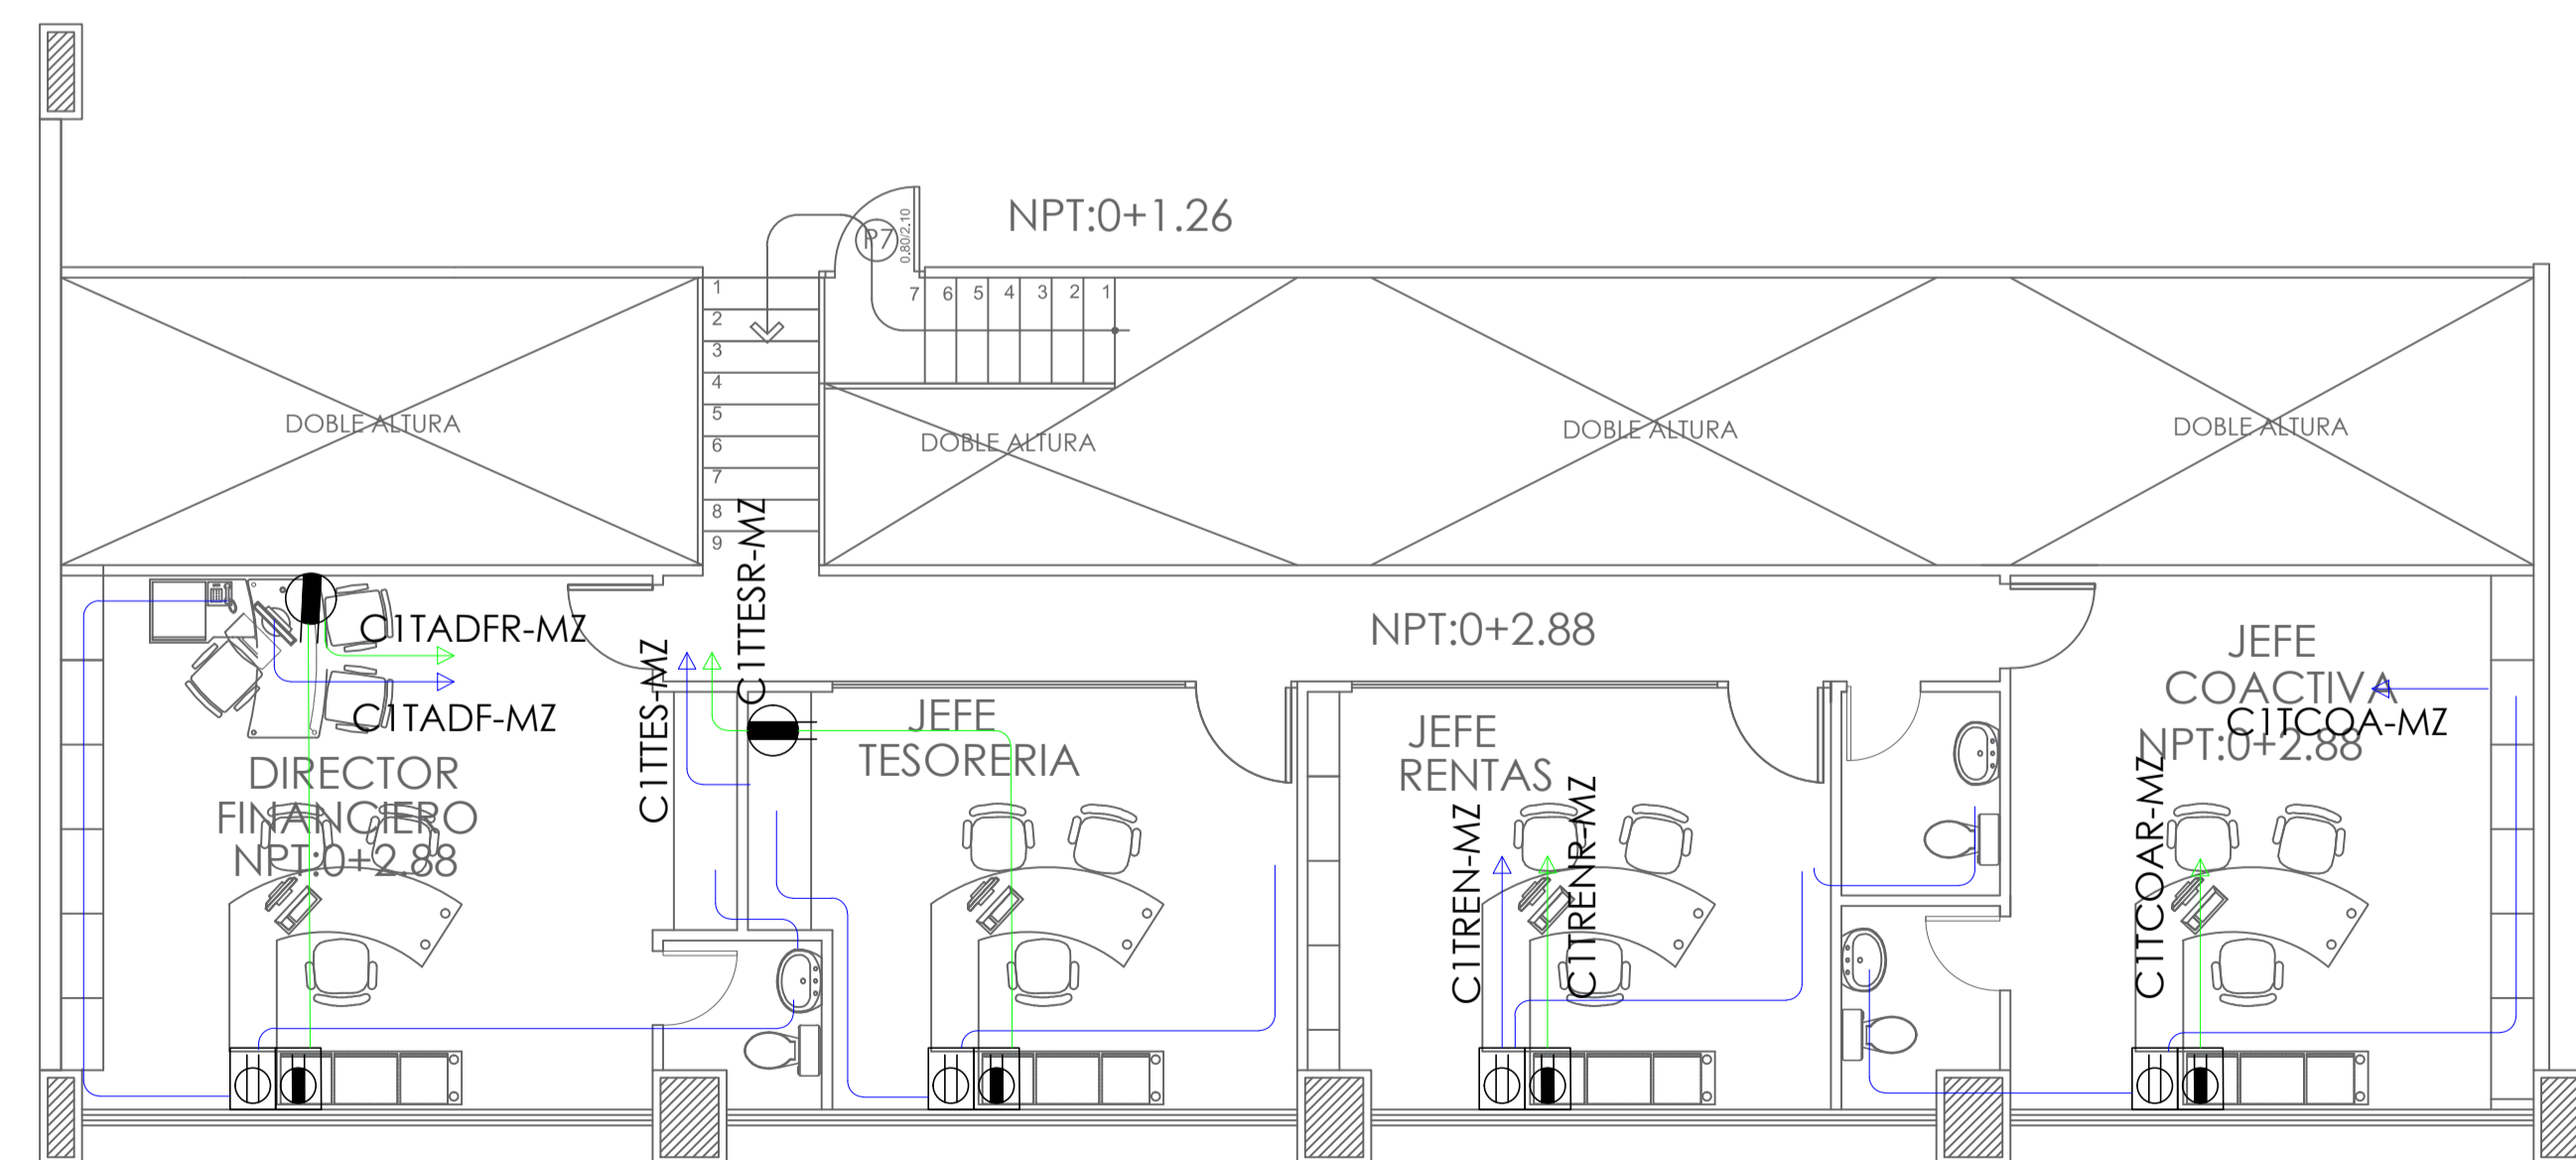 NPT:0+1.26
P7
0.80/2.10
1
2
3
4
5
6
7
8
9
7 6 5 4 3 2 1
DOBLE ALTURA
DOBLE ALTURA
DOBLE ALTURA
DOBLE ALTURA
C1TADFR-MZ
C1TADF-MZ
DIRECTOR
FINANCIERO
NPT:0+2.88
C1TTES-MZ
C1TTESR-MZ
JEFE
TESORERIA
NPT:0+2.88
JEFE
RENTAS
C1TREN-MZ
C1TRENR-MZ
JEFE
COACTIVA
C1TCOA-MZ
NPT:0+2.88
C1TCOAR-MZ